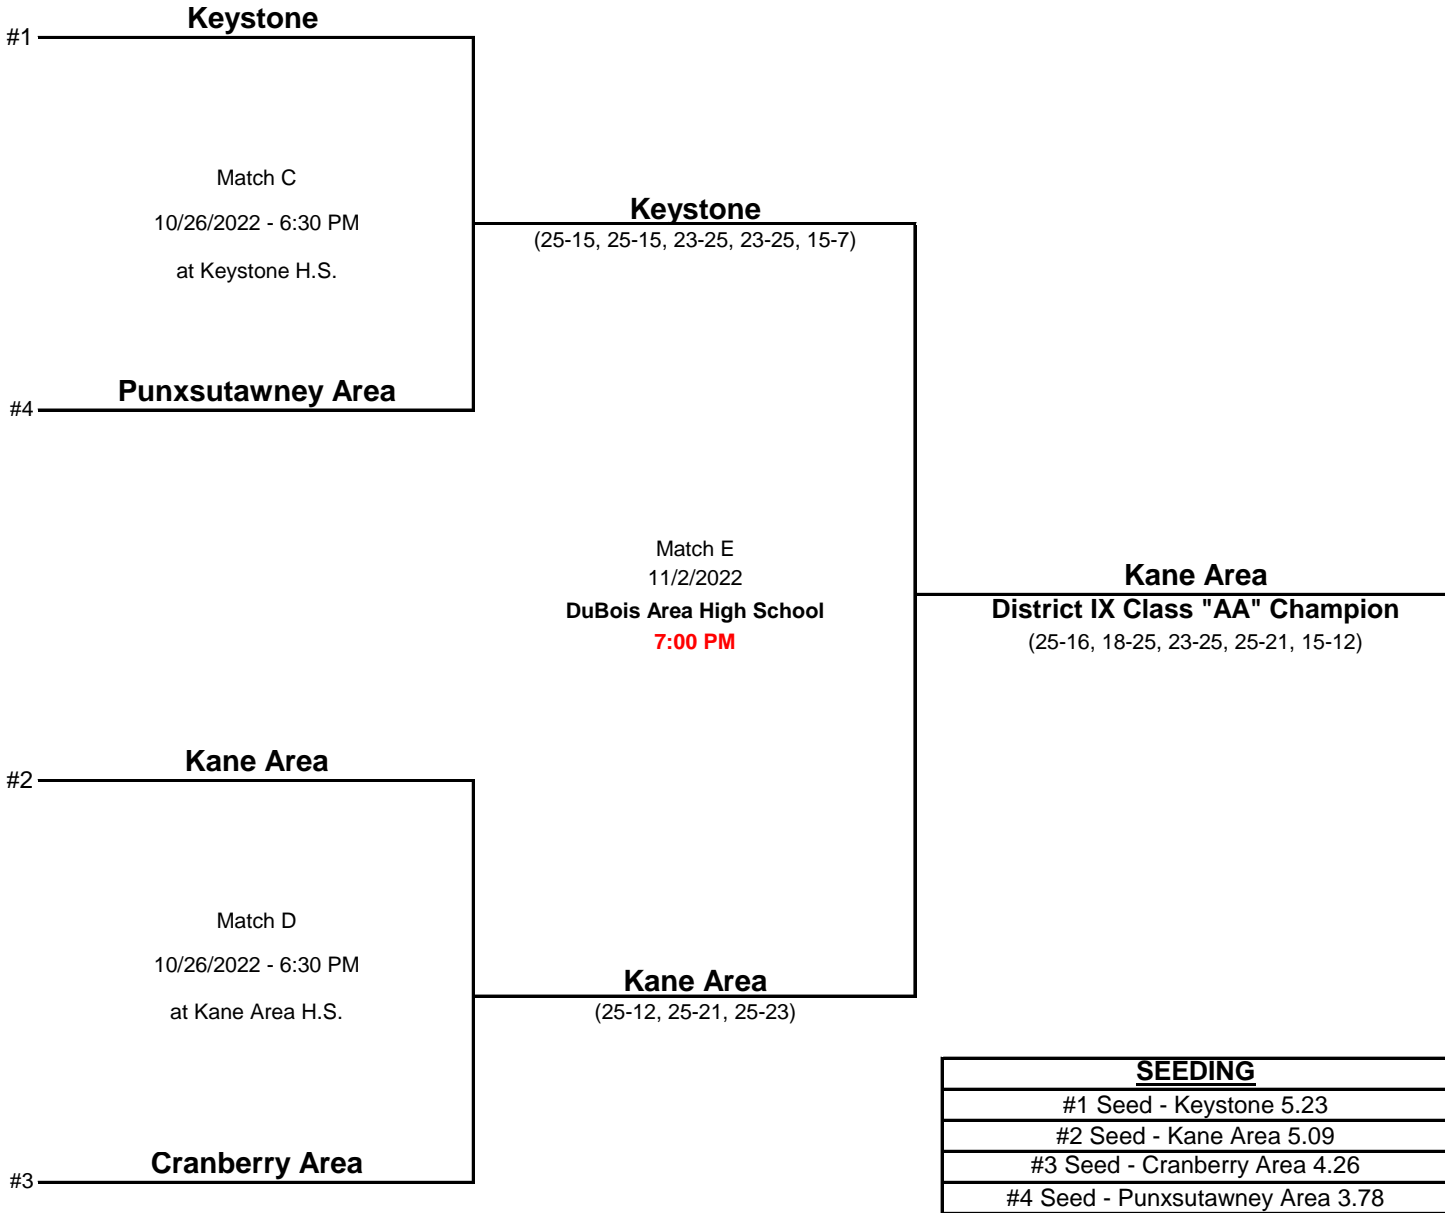 Keystone
#1
Match C
10/26/2022 - 6:30 PM
at Keystone H.S.
Keystone
(25-15, 25-15, 23-25, 23-25, 15-7)
Punxsutawney Area
#4
Match E
11/2/2022
DuBois Area High School
7:00 PM
Kane Area
District IX Class "AA" Champion
(25-16, 18-25, 23-25, 25-21, 15-12)
Kane Area
#2
Match D
10/26/2022 - 6:30 PM
at Kane Area H.S.
Kane Area
(25-12, 25-21, 25-23)
Cranberry Area
#3
SEEDING
#1 Seed - Keystone 5.23
#2 Seed - Kane Area 5.09
#3 Seed - Cranberry Area 4.26
#4 Seed - Punxsutawney Area 3.78